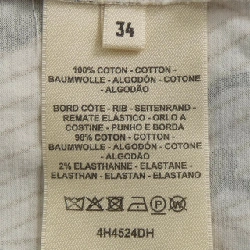 34
100% COTON - COTTON -
BAUMWOLLE - ALGODÓN - COTONE
- ALGODÃO
BORD CÔTE - RIB - SEITENRAND -
REMATE ELÁSTICO - ORLO A
COSTINE - PUNHO E BORDA
98% COTON - COTTON -
BAUMWOLLE - ALGODÓN - COTONE
- ALGODÃO
2% ELASTHANNE - ELASTANE -
ELASTHAN - ELASTAN - ELASTANO
4H4524DH